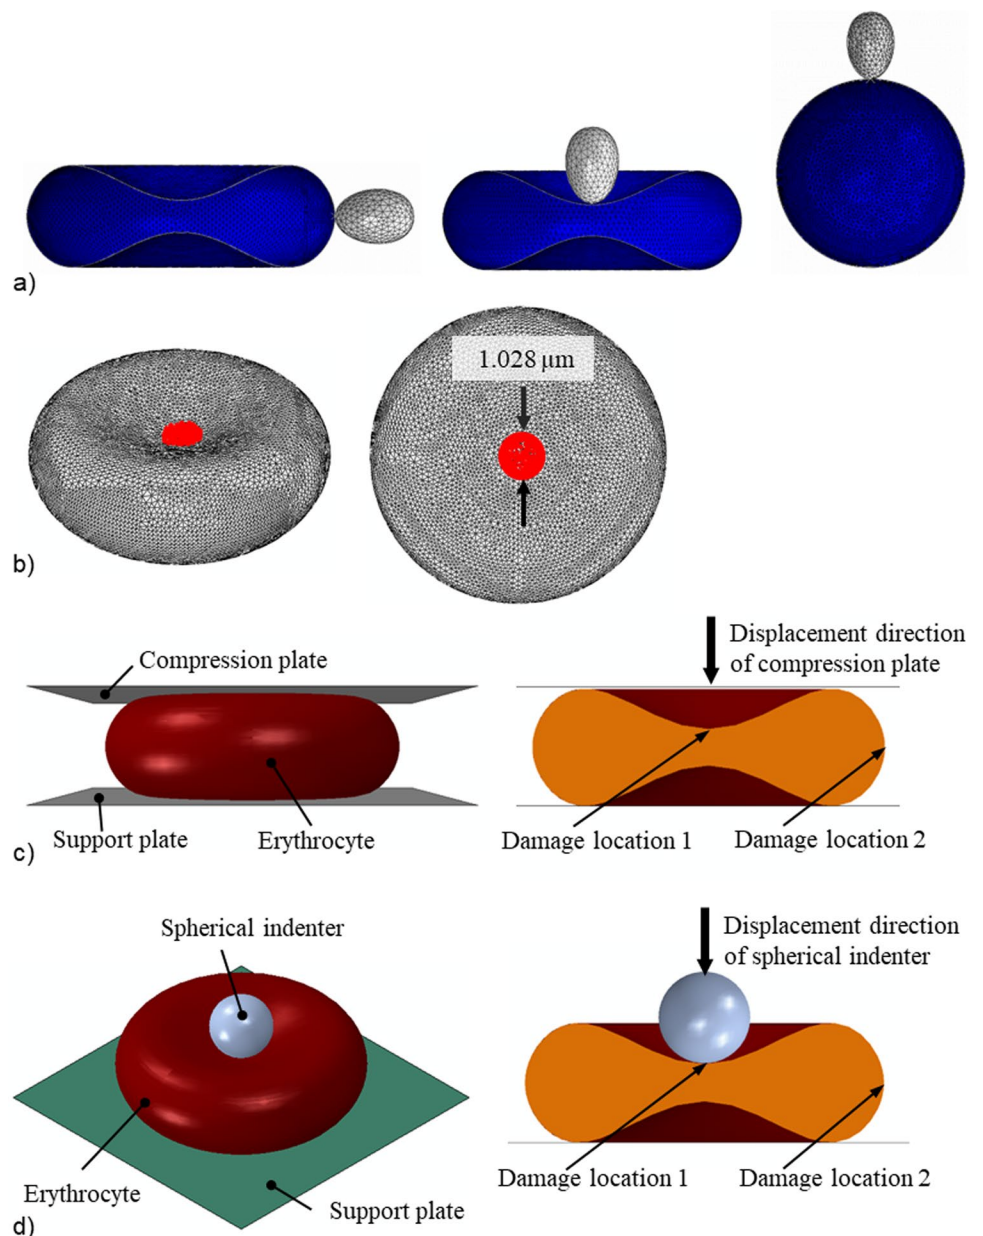 a)
1.028 µm
b)
Compression plate
Displacement direction
of compression plate
Support plate
Erythrocyte
Damage location 1
Damage location 2
c)
Spherical indenter
Displacement direction
of spherical indenter
Erythrocyte
Support plate
Damage location 1
Damage location 2
d)